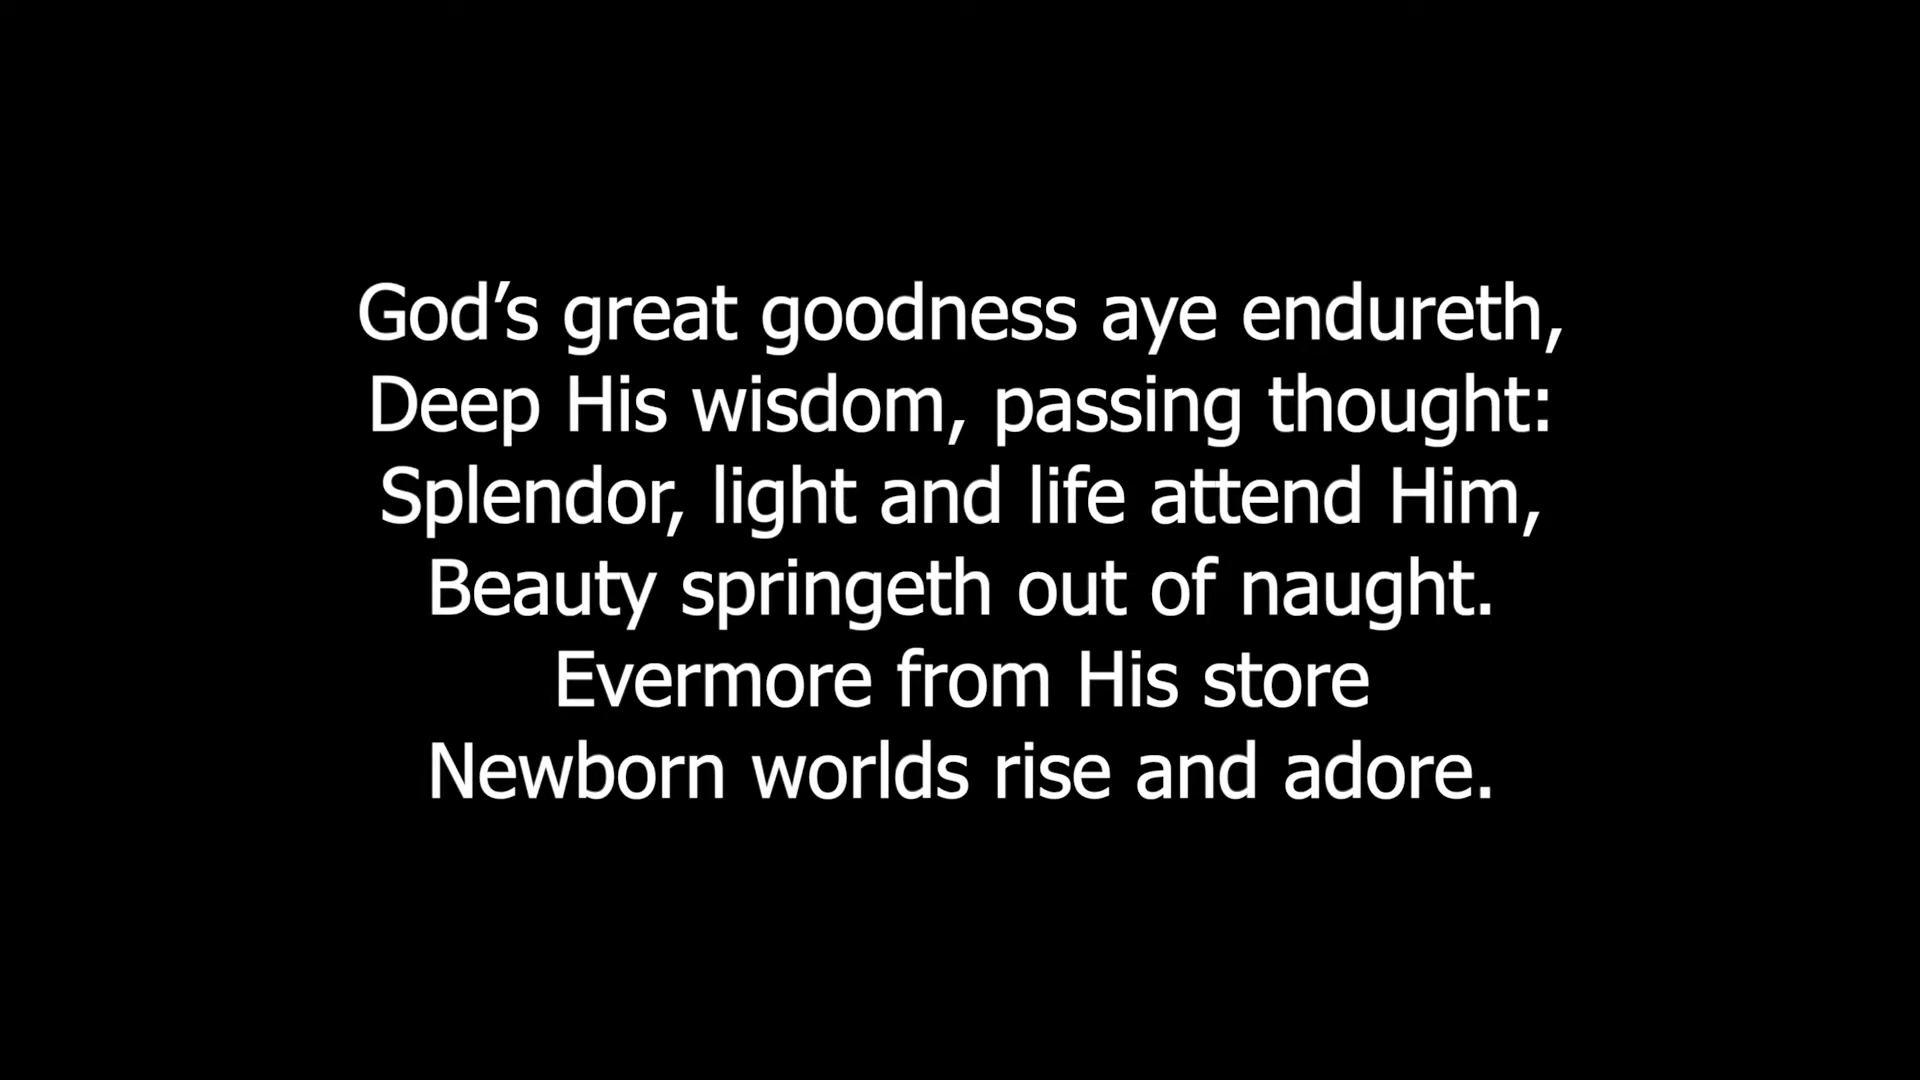 God’s great goodness aye endureth,
Deep His wisdom, passing thought:
Splendor, light and life attend Him,
Beauty springeth out of naught.
Evermore from His store
Newborn worlds rise and adore.